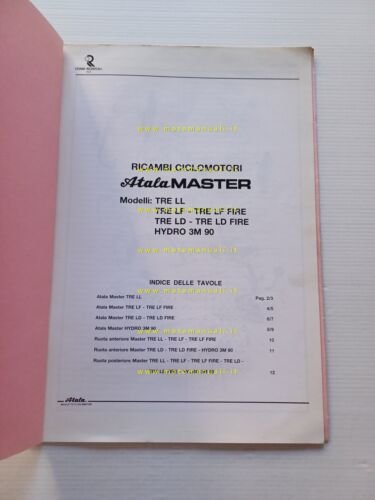 RICAMBI CICLOMOTORI
Atala MASTER
Modelli: TRE LL
TRE LF - TRE LF FIRE
TRE LD - TRE LD FIRE
HYDRO 3M 90
www.motomanuali.it
INDICE DELLE TAVOLE
Atala Master TRE LL Pag. 2/3
Atala Master TRE LF - TRE LF FIRE 4/5
Atala Master TRE LD - TRE LD FIRE 6/7
Atala Master HYDRO 3M 90 8/9
Ruota anteriore Master TRE LL - TRE LF - TRE LF FIRE 10
Ruota anteriore Master TRE LD - TRE LD FIRE - HYDRO 3M 90 11
Ruota posteriore Master TRE LL - TRE LF - TRE LF FIRE - TRE LD -
12
Atala